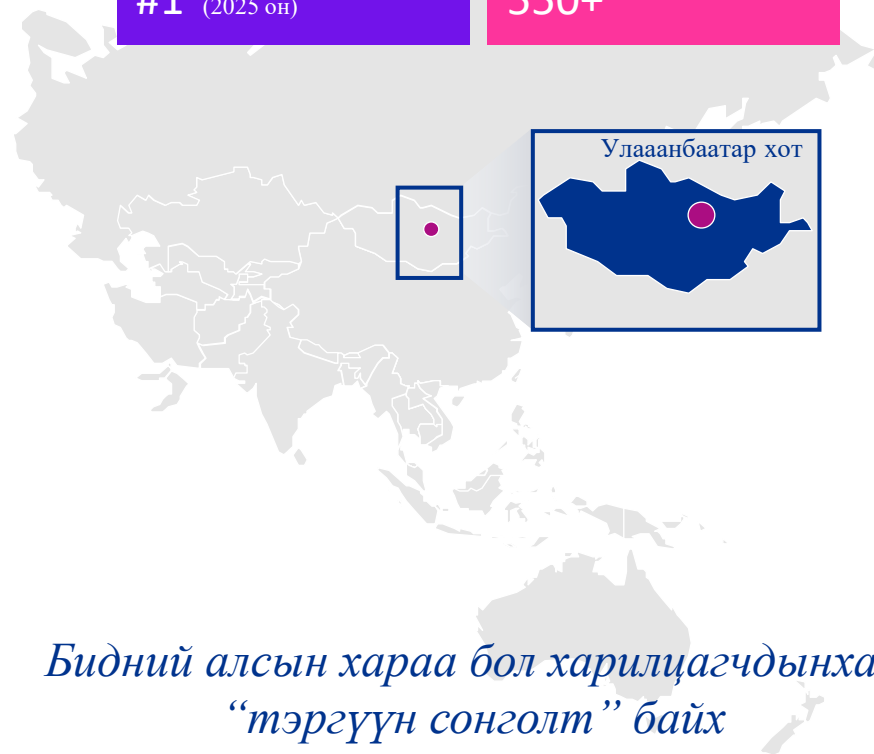 #1 (2025 он)
Улааанбаатар хот
Бидний алсын хараа бол харилцагчдынха
“тэргүүн сонголт” байх